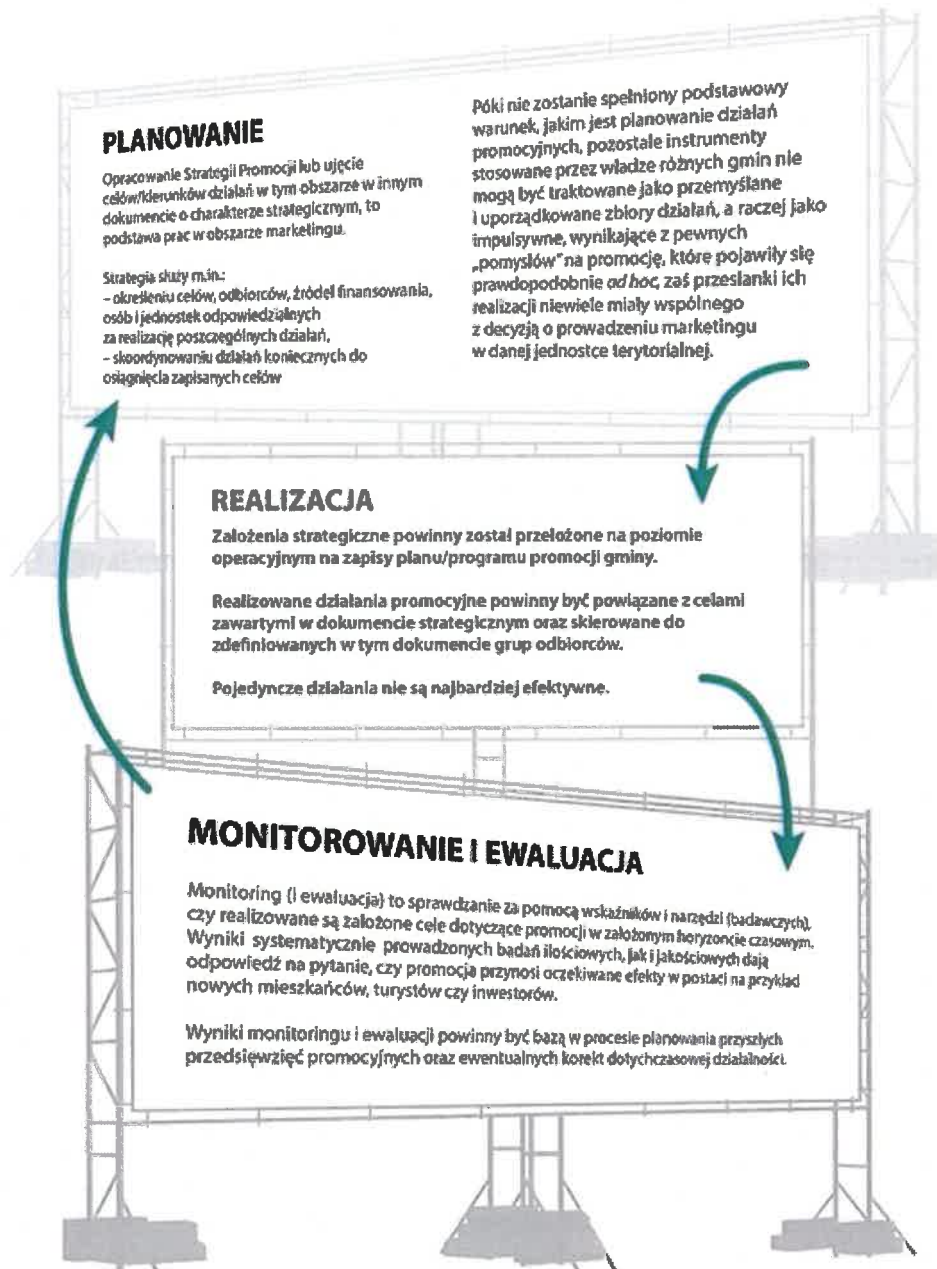 PLANOWANIE
Opracowanie Strategii Promocji lub ujęcie
celów/kierunków działań w tym obszarze w innym
dokumencie o charakterze strategicznym, to
podstawa prac w obszarze marketingu.
Strategia służy m.in.:
– określeniu celów, odbiorców, źródeł finansowania,
osób i jednostek odpowiedzialnych
za realizację poszczególnych działań,
– skoordynowaniu działań koniecznych do
osiągnięcia zapisanych celów
Póki nie zostanie spełniony podstawowy
warunek, jakim jest planowanie działań
promocyjnych, pozostałe instrumenty
stosowane przez władze różnych gmin nie
mogą być traktowane jako przemyślane
i uporządkowane zbiory działań, a raczej jako
impulsywne, wynikające z pewnych
„pomysłów" na promocję, które pojawiły się
prawdopodobnie ad hoc, zaś przesłanki ich
realizacji niewiele miały wspólnego
z decyzją o prowadzeniu marketingu
w danej jednostce terytorialnej.
REALIZACJA
Założenia strategiczne powinny został przełożone na poziomie
operacyjnym na zapisy planu/programu promocji gminy.
Realizowane działania promocyjne powinny być powiązane z celami
zawartymi w dokumencie strategicznym oraz skierowane do
zdefiniowanych w tym dokumencie grup odbiorców.
Pojedyncze działania nie są najbardziej efektywne.
MONITOROWANIE I EWALUACJA
Monitoring (i ewaluacja) to sprawdzanie za pomocą wskaźników i narzędzi (badawczych),
czy realizowane są założone cele dotyczące promocji w założonym horyzoncie czasowym.
Wyniki systematycznie prowadzonych badań ilościowych, jak i jakościowych dają
odpowiedź na pytanie, czy promocja przynosi oczekiwane efekty w postaci na przykład
nowych mieszkańców, turystów czy inwestorów.
Wyniki monitoringu i ewaluacji powinny być bazą w procesie planowania przyszłych
przedsięwzięć promocyjnych oraz ewentualnych korekt dotychczasowej działalności.